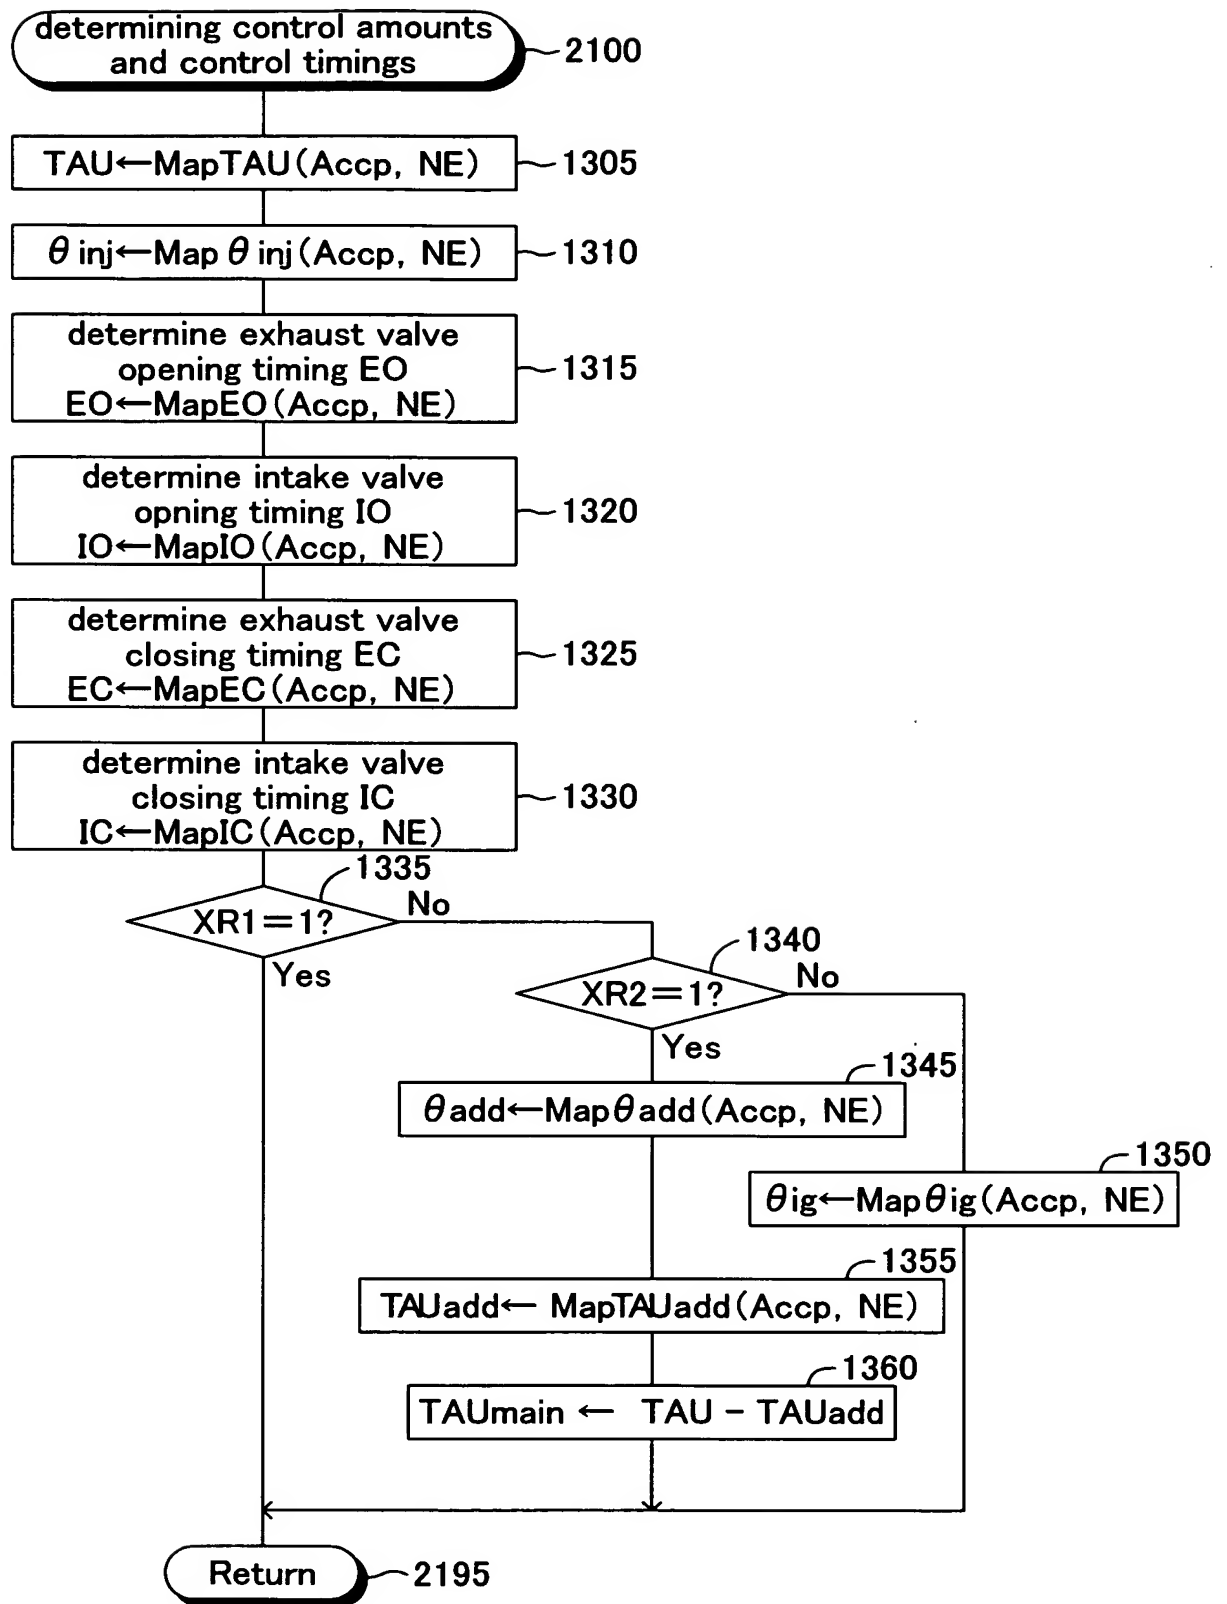 determining control amounts
and control timings
2100
TAU←MapTAU(Accp, NE)
1305
θinj←Mapθinj(Accp, NE)
1310
determine exhaust valve
opening timing EO
EO←MapEO(Accp, NE)
1315
determine intake valve
opning timing IO
IO←MapIO(Accp, NE)
1320
determine exhaust valve
closing timing EC
EC←MapEC(Accp, NE)
1325
determine intake valve
closing timing IC
IC←MapIC(Accp, NE)
1330
1335
XR1=1?
No
Yes
1340
XR2=1?
No
Yes
1345
θadd←Mapθadd(Accp, NE)
1350
θig←Mapθig(Accp, NE)
1355
TAUadd← MapTAUadd(Accp, NE)
1360
TAUmain ← TAU - TAUadd
Return
2195